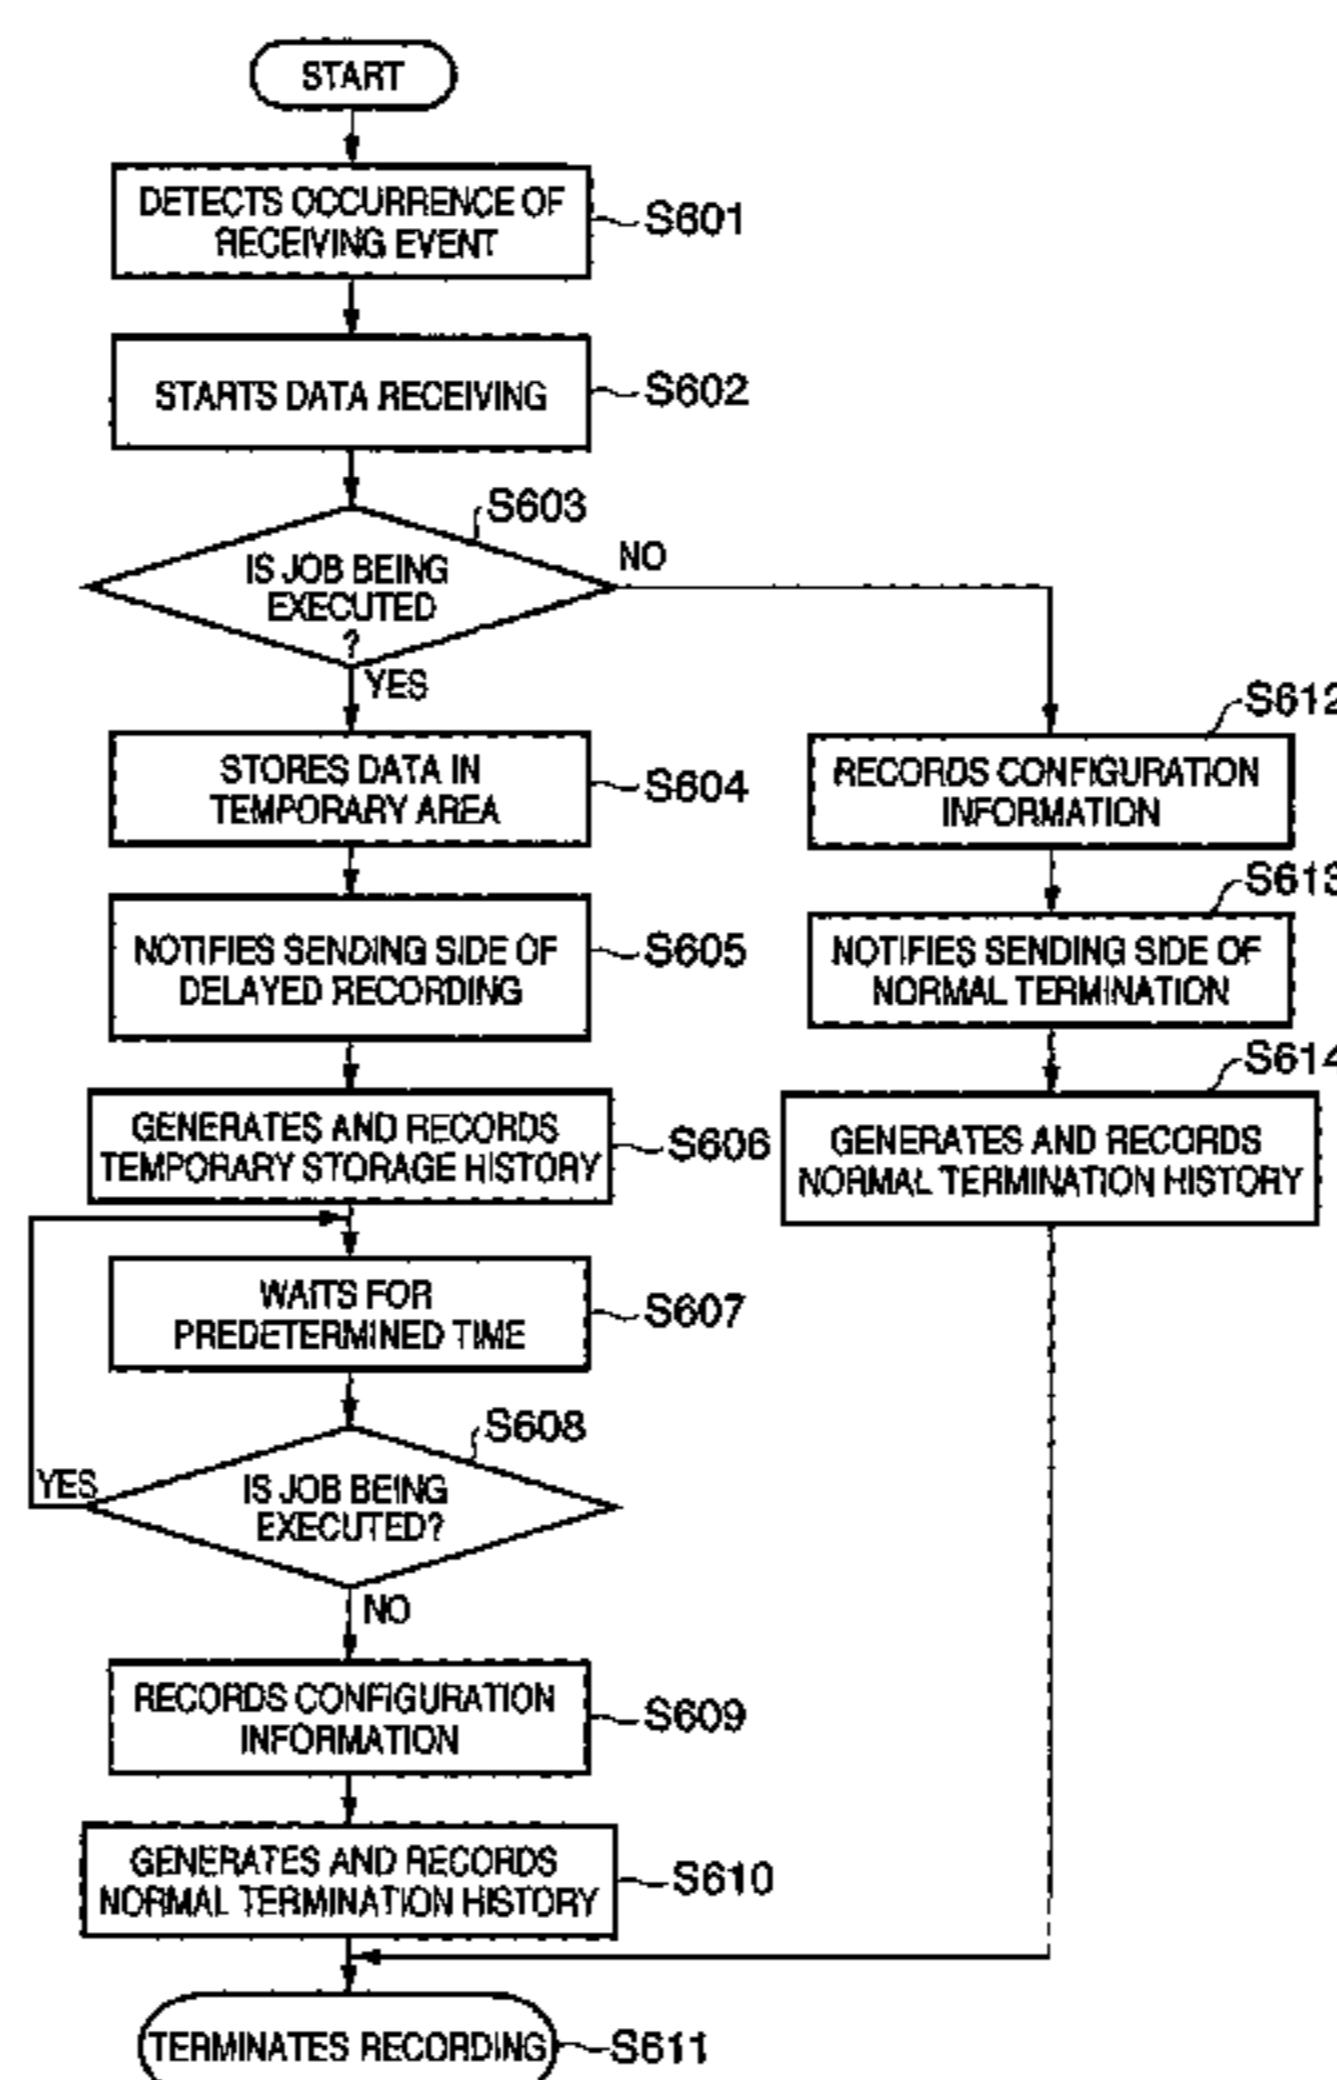 START
DETECTS OCCURRENCE OF
RECEIVING EVENT
S601
STARTS DATA RECEIVING
S602
S603
IS JOB BEING
EXECUTED
?
NO
YES
STORES DATA IN
TEMPORARY AREA
S604
NOTIFIES SENDING SIDE OF
DELAYED RECORDING
S605
GENERATES AND RECORDS
TEMPORARY STORAGE HISTORY
S606
WAITS FOR
PREDETERMINED TIME
S607
S608
IS JOB BEING
EXECUTED?
YES
NO
RECORDS CONFIGURATION
INFORMATION
S609
GENERATES AND RECORDS
NORMAL TERMINATION HISTORY
S610
TERMINATES RECORDING
S611
S612
RECORDS CONFIGURATION
INFORMATION
S613
NOTIFIES SENDING SIDE OF
NORMAL TERMINATION
S614
GENERATES AND RECORDS
NORMAL TERMINATION HISTORY